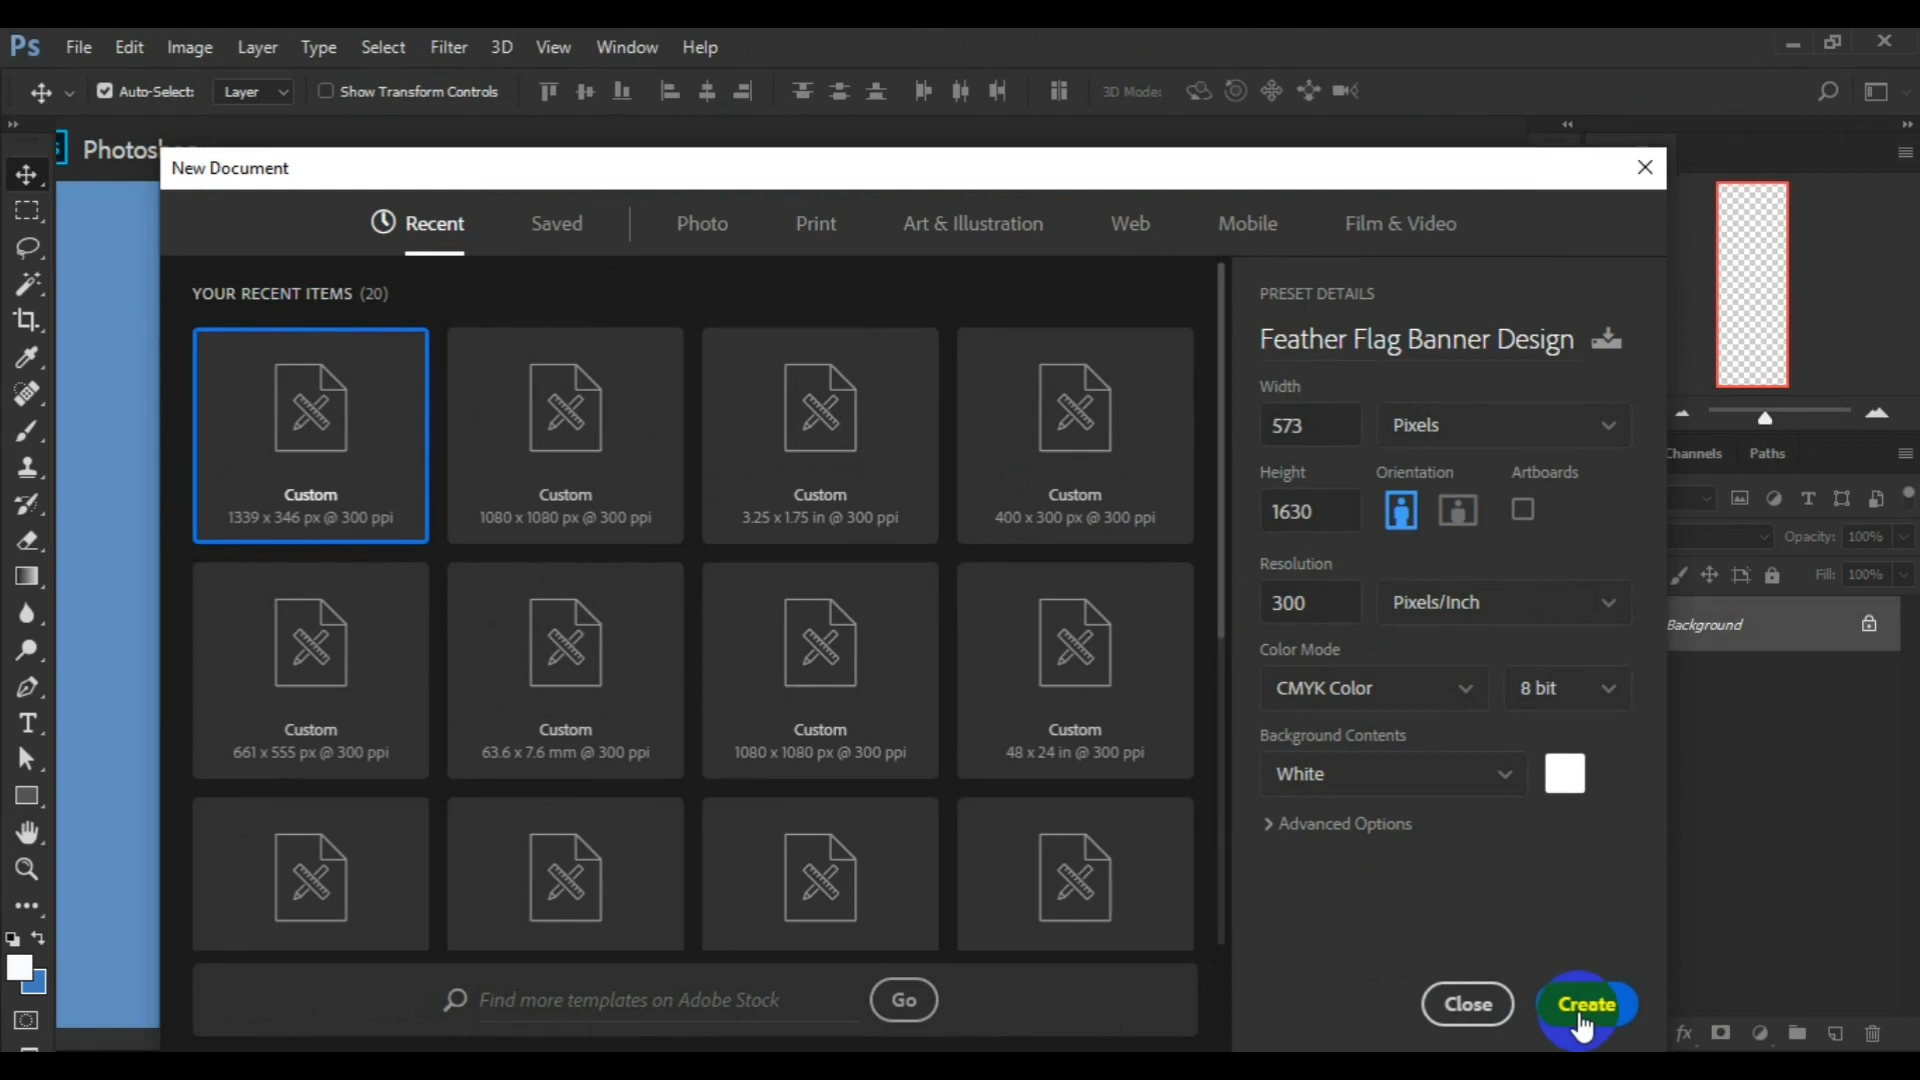 Ps File Edit Image Layer Type Select Filter 3D View Window Help
Auto-Select: Layer Show Transform Controls 3D Mode:
New Document
Recent Saved Photo Print Art & Illustration Web Mobile Film & Video
YOUR RECENT ITEMS (20)
Custom
1339 x 346 px @ 300 ppi
Custom
1080 x 1080 px @ 300 ppi
Custom
3.25 x 1.75 in @ 300 ppi
Custom
400 x 300 px @ 300 ppi
Custom
661 x 555 px @ 300 ppi
Custom
63.6 x 7.6 mm @ 300 ppi
Custom
1080 x 1080 px @ 300 ppi
Custom
48 x 24 in @ 300 ppi
Find more templates on Adobe Stock Go
PRESET DETAILS
Feather Flag Banner Design
Width
573 Pixels
Height Orientation Artboards
1630
Resolution
300 Pixels/Inch
Color Mode
CMYK Color 8 bit
Background Contents
White
Advanced Options
Close Create
Paths
Opacity: 100%
Fill: 100%
Background
fx